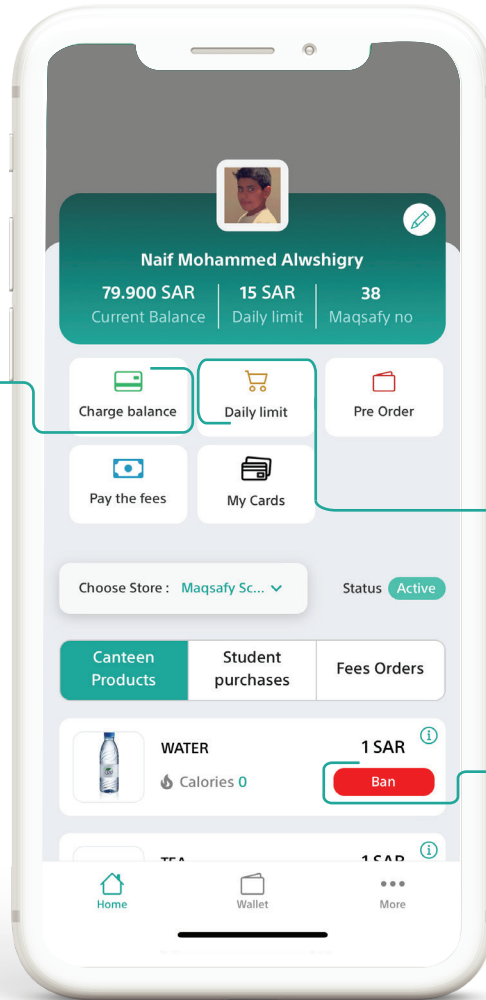 Naif Mohammed Alwshigry
79.900 SAR
Current Balance
15 SAR
Daily limit
38
Maqsafy no
Charge balance
Daily limit
Pre Order
Pay the fees
My Cards
Choose Store : Maqsafy Sc...
Status Active
Canteen
Products
Student
purchases
Fees Orders
WATER
1 SAR
Calories 0
Ban
TEA
1 SAR
Home
Wallet
More